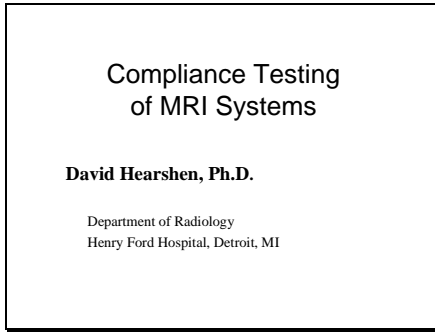 Compliance Testing
of MRI Systems
David Hearshen, Ph.D.
Department of Radiology
Henry Ford Hospital, Detroit, MI